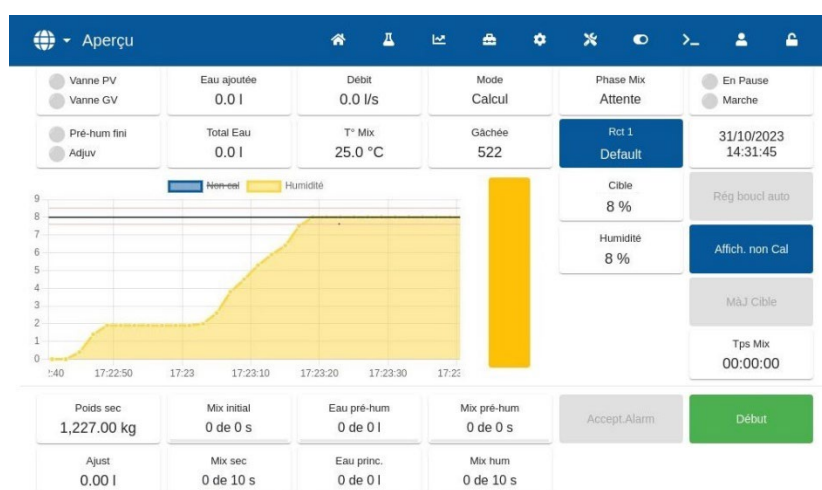 Aperçu
Vanne PV
Vanne GV
Eau ajoutée
0.0 l
Débit
0.0 l/s
Mode
Calcul
Phase Mix
Attente
En Pause
Marche
Pré-hum fini
Adjuv
Total Eau
0.0 l
T° Mix
25.0 °C
Gâchée
522
Rct 1
Default
31/10/2023
14:31:45
Non-cal
Humidité
9
8
7
6
5
4
3
2
1
0
:40 17:22:50 17:23 17:23:10 17:23:20 17:23:30 17:23
Cible
8 %
Humidité
8 %
Rég boucl auto
Affich. non Cal
MàJ Cible
Tps Mix
00:00:00
Poids sec
1,227.00 kg
Mix initial
0 de 0 s
Eau pré-hum
0 de 0 l
Mix pré-hum
0 de 0 s
Accept.Alarm
Début
Ajust
0.00 l
Mix sec
0 de 10 s
Eau princ.
0 de 0 l
Mix hum
0 de 10 s